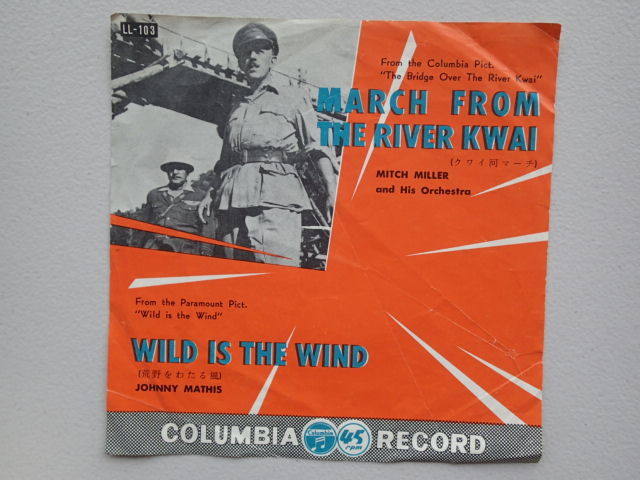 LL-103
From the Columbia Pict.
"The Bridge Over The River Kwai"
MARCH FROM
THE RIVER KWAI
(クワイ河マーチ)
MITCH MILLER
and His Orchestra
From the Paramount Pict.
"Wild is the Wind"
WILD IS THE WIND
(荒野をわたる風)
JOHNNY MATHIS
COLUMBIA Columbia 45 rpm RECORD